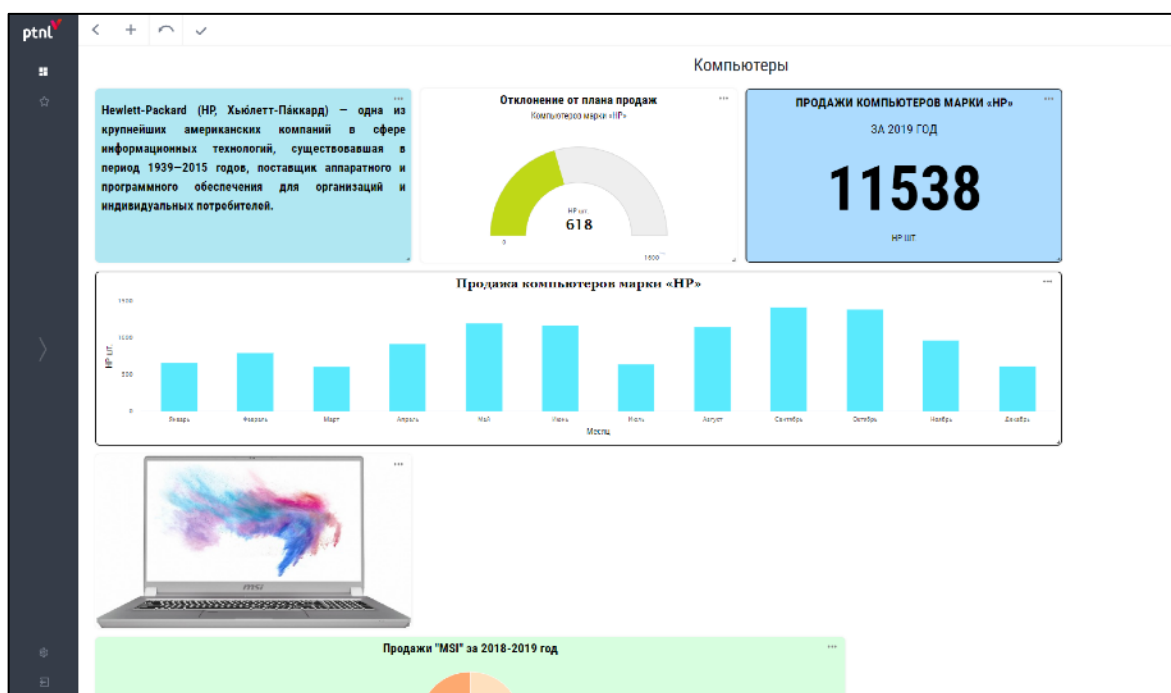 ptnl
Компьютеры
Hewlett-Packard (HP, Хью́летт-Па́ккард) — одна из
крупнейших американских компаний в сфере
информационных технологий, существовавшая в
период 1939—2015 годов, поставщик аппаратного и
программного обеспечения для организаций и
индивидуальных потребителей.
Отклонение от плана продаж
Компьютеров марки «HP»
HP шт.
618
0
1500
ПРОДАЖИ КОМПЬЮТЕРОВ МАРКИ «HP»
ЗА 2019 ГОД
11538
HP ШТ.
Продажа компьютеров марки «HP»
HP шт.
1500
1000
500
0
Январь Февраль Март Апрель Май Июнь Июль Август Сентябрь Октябрь Ноябрь Декабрь
Месяц
msi
Продажи "MSI" за 2018-2019 год